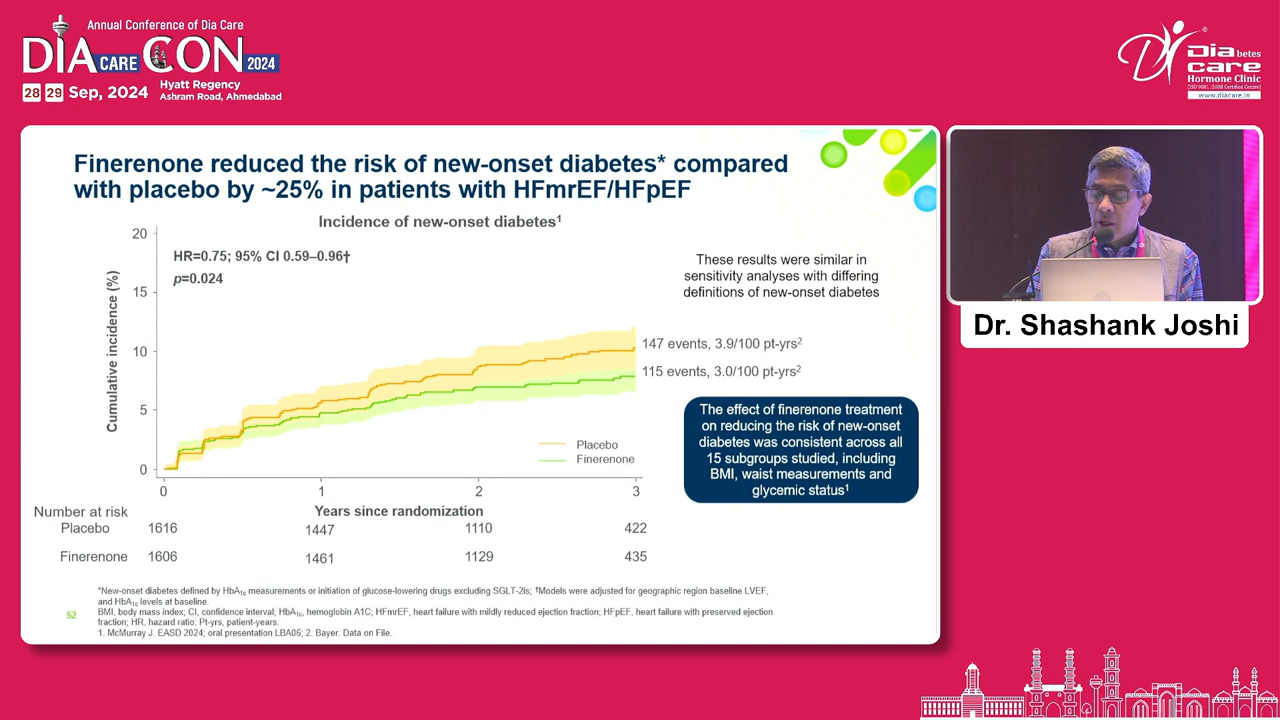 Annual Conference of Dia Care
DIA CARE CON 2024
28 29 Sep, 2024
Hyatt Regency
Ashram Road, Ahmedabad
Diabetes
care
Hormone Clinic
(ISO 9001:2008 Certified Centre)
www.diacare.in
Finerenone reduced the risk of new-onset diabetes* compared
with placebo by ~25% in patients with HFmrEF/HFpEF
Incidence of new-onset diabetes1
HR=0.75; 95% CI 0.59–0.96†
p=0.024
Cumulative incidence (%)
20
15
10
5
0
0
1
2
3
Years since randomization
Placebo
Finerenone
147 events, 3.9/100 pt-yrs2
115 events, 3.0/100 pt-yrs2
These results were similar in
sensitivity analyses with differing
definitions of new-onset diabetes
The effect of finerenone treatment
on reducing the risk of new-onset
diabetes was consistent across all
15 subgroups studied, including
BMI, waist measurements and
glycemic status1
Number at risk
Placebo 1616 1447 1110 422
Finerenone 1606 1461 1129 435
*New-onset diabetes defined by HbA1c measurements or initiation of glucose-lowering drugs excluding SGLT-2is; †Models were adjusted for geographic region baseline LVEF,
and HbA1c levels at baseline.
BMI, body mass index; CI, confidence interval; HbA1c, hemoglobin A1C; HFmrEF, heart failure with mildly reduced ejection fraction; HFpEF, heart failure with preserved ejection
fraction; HR, hazard ratio; Pt-yrs, patient-years.
1. McMurray J. EASD 2024; oral presentation LBA06; 2. Bayer. Data on File.
52
Dr. Shashank Joshi